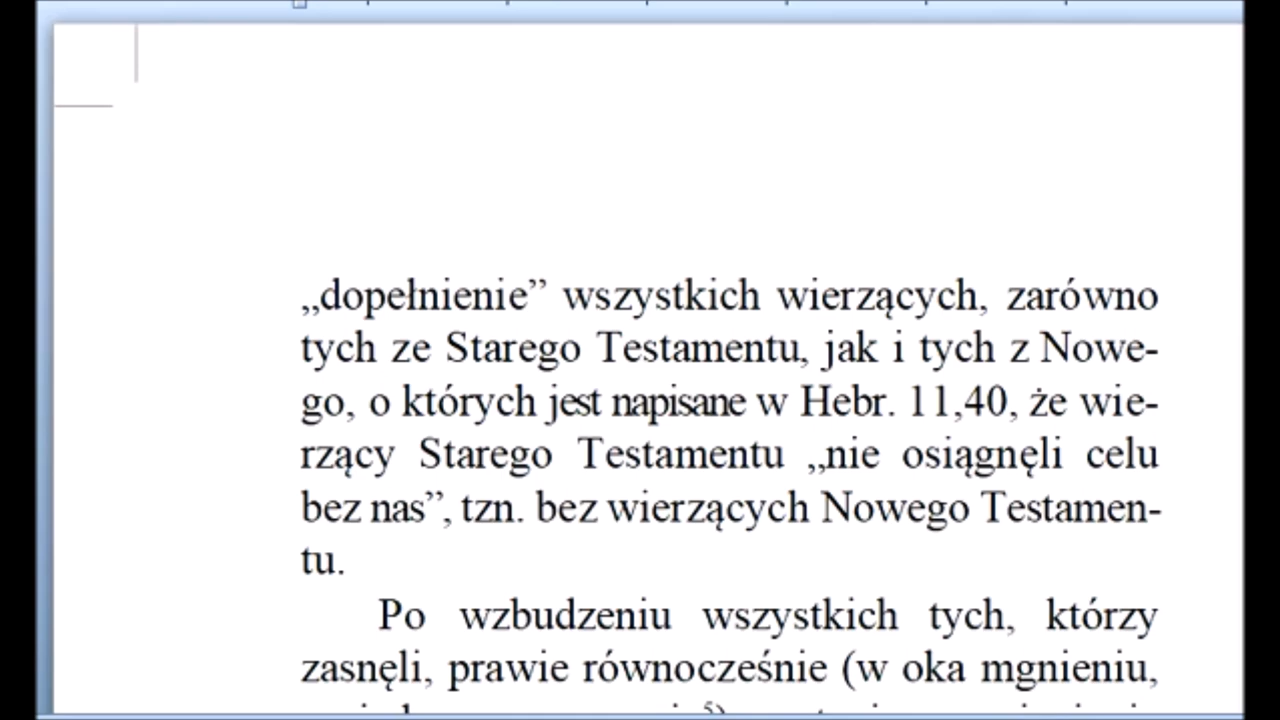 „dopełnienie” wszystkich wierzących, zarówno
tych ze Starego Testamentu, jak i tych z Nowe-
go, o których jest napisane w Hebr. 11,40, że wie-
rzący Starego Testamentu „nie osiągnęli celu
bez nas”, tzn. bez wierzących Nowego Testamen-
tu.
Po wzbudzeniu wszystkich tych, którzy
zasnęli, prawie równocześnie (w oka mgnieniu,